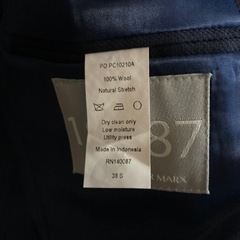 PO PC10210A
100% Wool
Natural Stretch
Dry clean only
Low moisture
Utility press
Made in Indonesia
RN140087
38 S
87
MARX